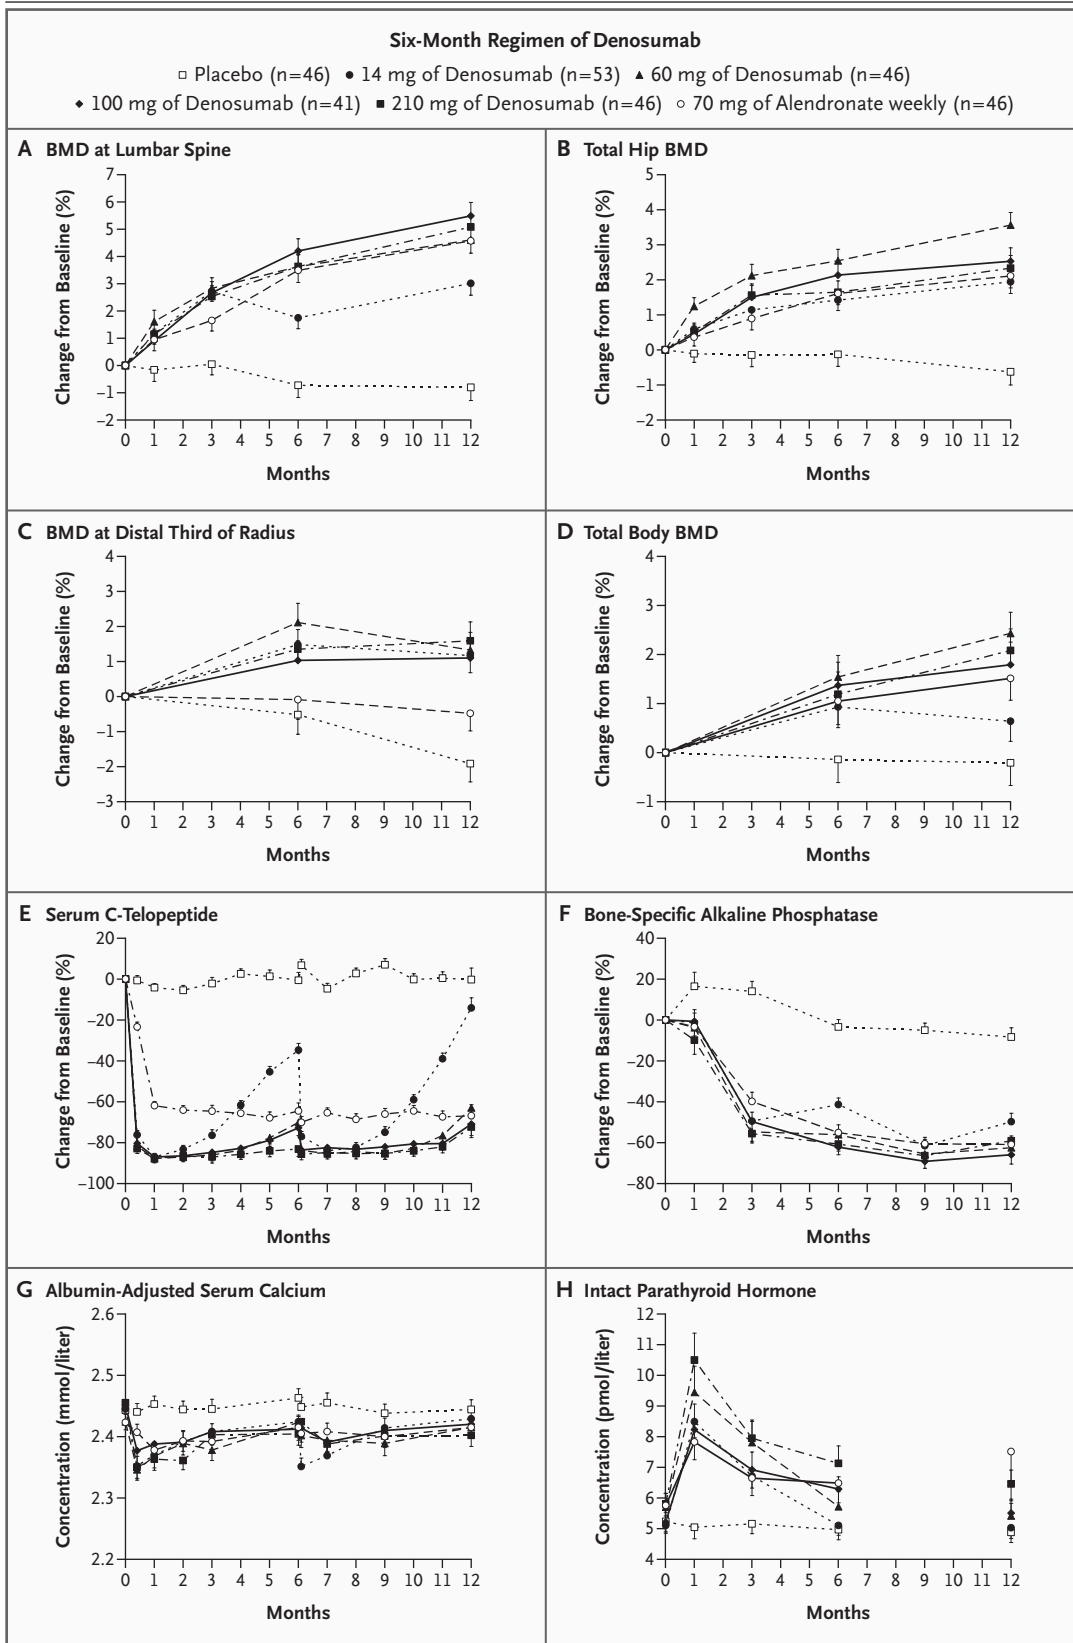 Six-Month Regimen of Denosumab
□ Placebo (n=46) ● 14 mg of Denosumab (n=53) ▲ 60 mg of Denosumab (n=46)
◆ 100 mg of Denosumab (n=41) ■ 210 mg of Denosumab (n=46) ○ 70 mg of Alendronate weekly (n=46)
A BMD at Lumbar Spine
Change from Baseline (%)
7
6
5
4
3
2
1
0
–1
–2
0 1 2 3 4 5 6 7 8 9 10 11 12
Months
B Total Hip BMD
Change from Baseline (%)
5
4
3
2
1
0
–1
–2
0 1 2 3 4 5 6 7 8 9 10 11 12
Months
C BMD at Distal Third of Radius
Change from Baseline (%)
4
3
2
1
0
–1
–2
–3
0 1 2 3 4 5 6 7 8 9 10 11 12
Months
D Total Body BMD
Change from Baseline (%)
4
3
2
1
0
–1
0 1 2 3 4 5 6 7 8 9 10 11 12
Months
E Serum C-Telopeptide
Change from Baseline (%)
20
0
–20
–40
–60
–80
–100
0 1 2 3 4 5 6 7 8 9 10 11 12
Months
F Bone-Specific Alkaline Phosphatase
Change from Baseline (%)
40
20
0
–20
–40
–60
–80
0 1 2 3 4 5 6 7 8 9 10 11 12
Months
G Albumin-Adjusted Serum Calcium
Concentration (mmol/liter)
2.6
2.5
2.4
2.3
2.2
0 1 2 3 4 5 6 7 8 9 10 11 12
Months
H Intact Parathyroid Hormone
Concentration (pmol/liter)
12
11
10
9
8
7
6
5
4
0 1 2 3 4 5 6 7 8 9 10 11 12
Months